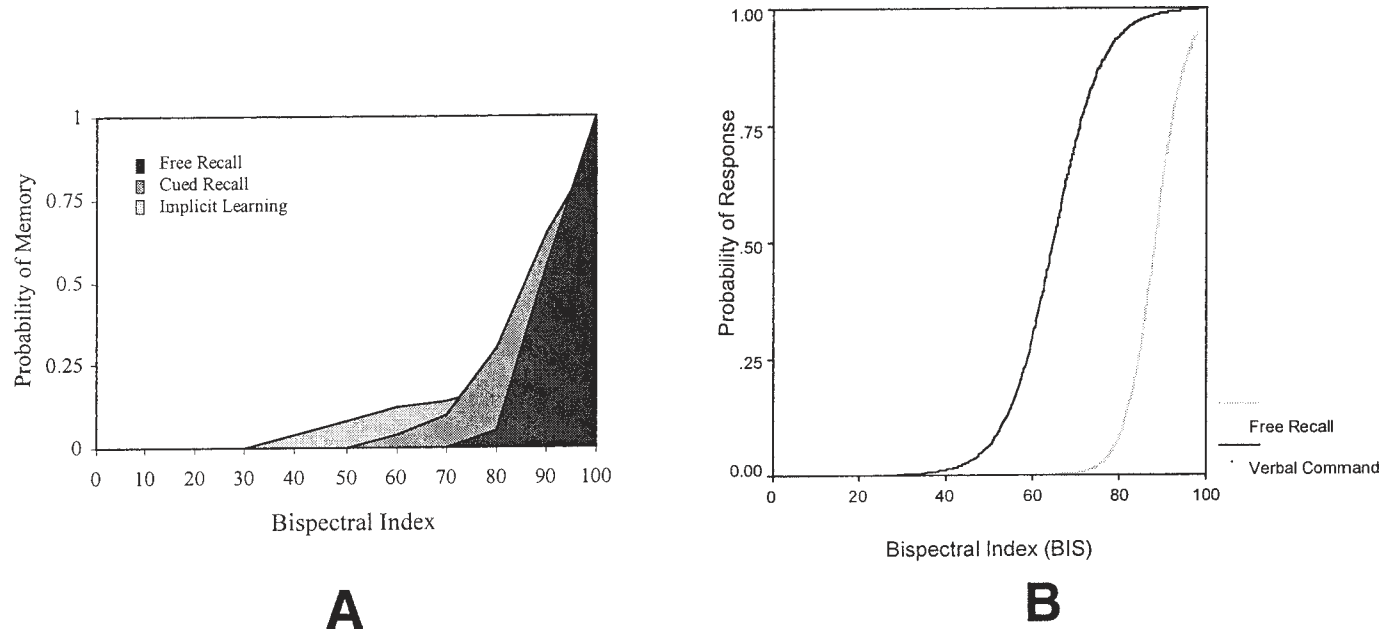 1
Free Recall
Cued Recall
Implicit Learning
0.75
0.5
0.25
0
Probability of Memory
0 10 20 30 40 50 60 70 80 90 100
Bispectral Index
A
1.00
.75
.50
.25
0.00
Probability of Response
0 20 40 60 80 100
Free Recall
Verbal Command
Bispectral Index (BIS)
B